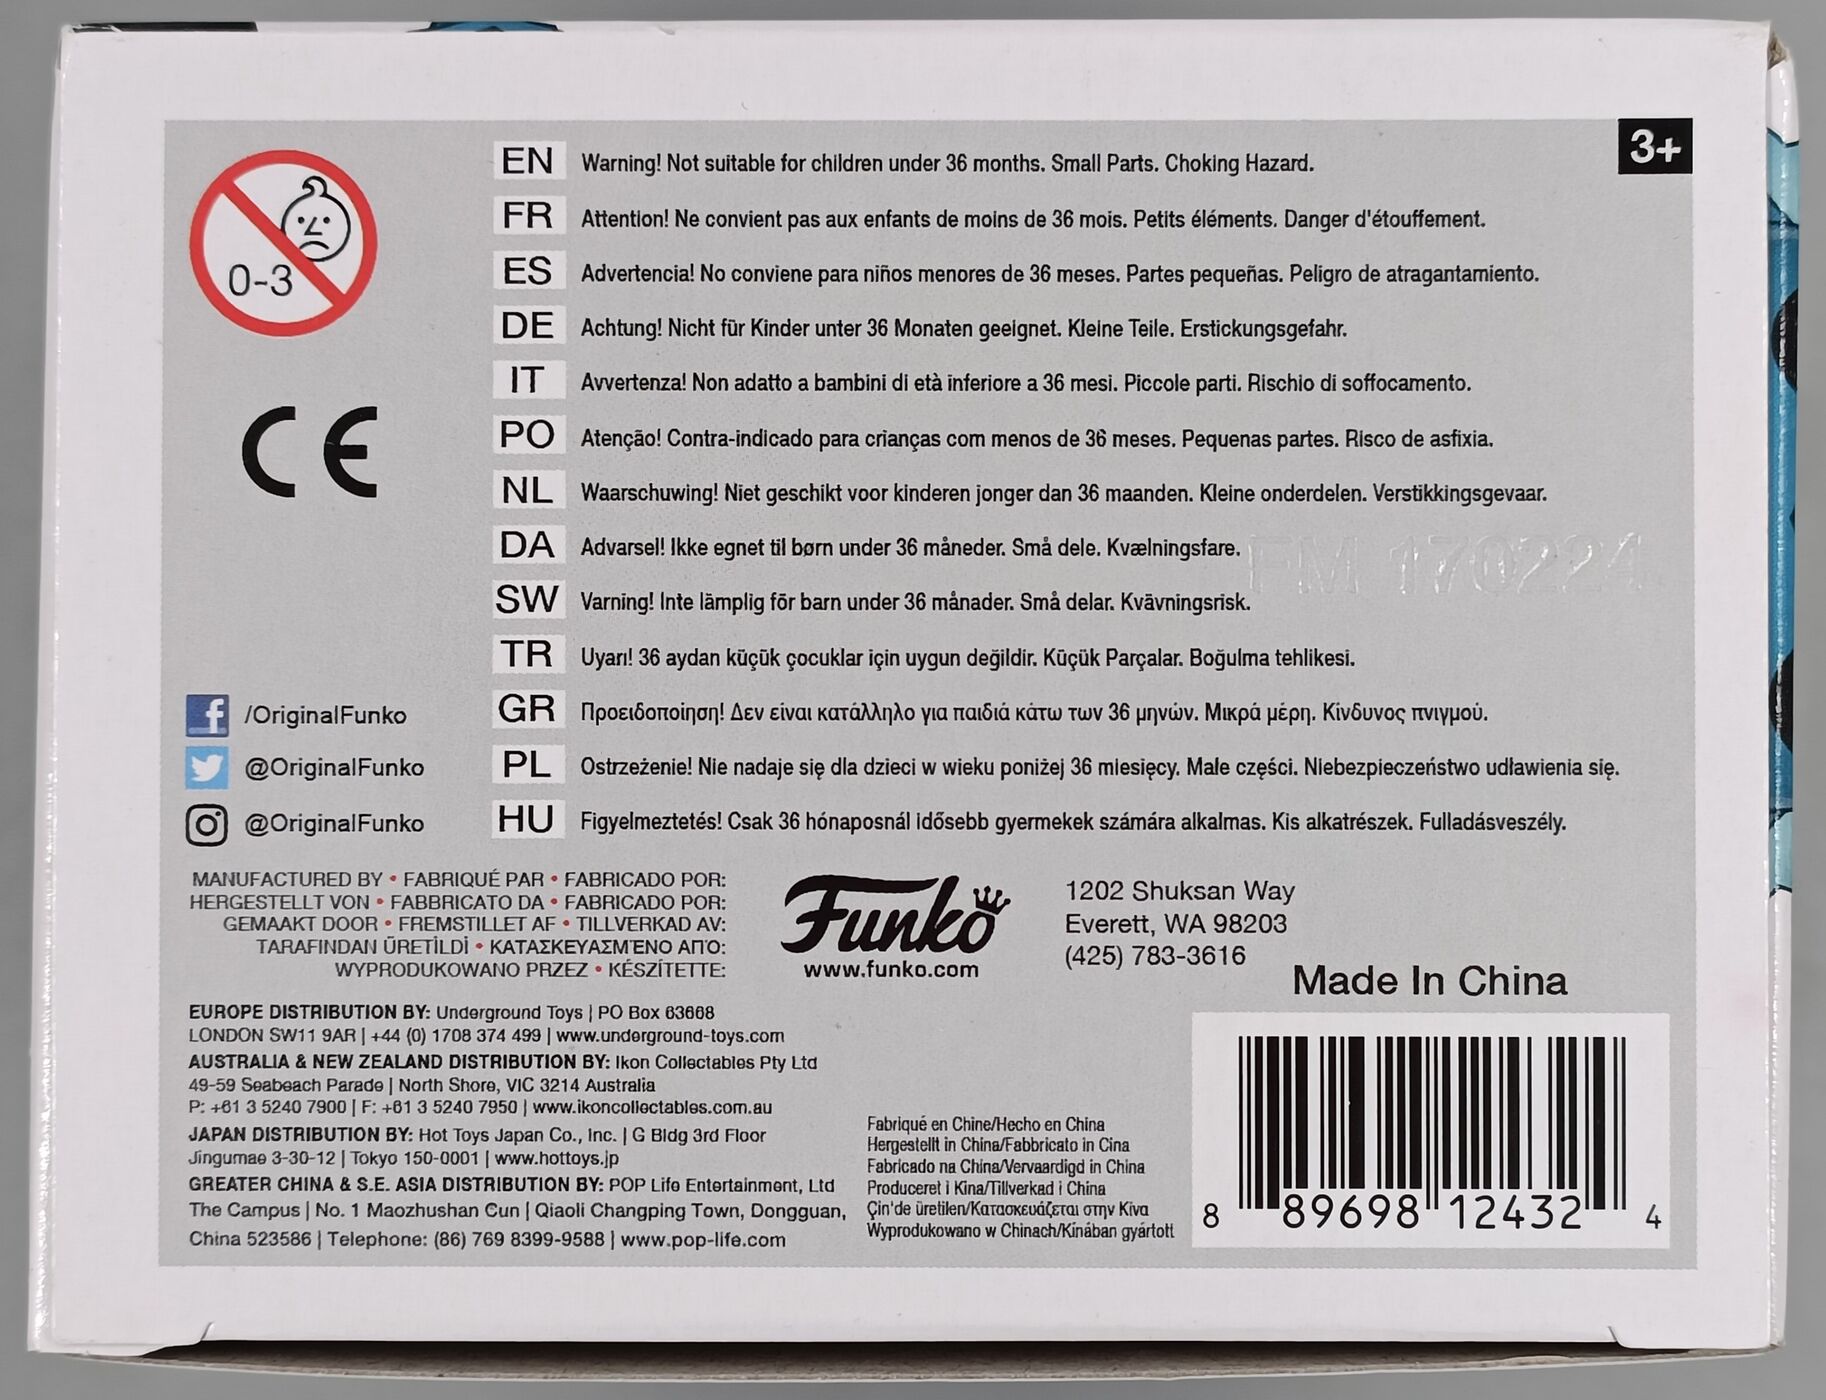 3+
0-3
CE
EN Warning! Not suitable for children under 36 months. Small Parts. Choking Hazard.
FR Attention! Ne convient pas aux enfants de moins de 36 mois. Petits éléments. Danger d'étouffement.
ES Advertencia! No conviene para niños menores de 36 meses. Partes pequeñas. Peligro de atragantamiento.
DE Achtung! Nicht für Kinder unter 36 Monaten geeignet. Kleine Teile. Erstickungsgefahr.
IT Avvertenza! Non adatto a bambini di età inferiore a 36 mesi. Piccole parti. Rischio di soffocamento.
PO Atenção! Contra-indicado para crianças com menos de 36 meses. Pequenas partes. Risco de asfixia.
NL Waarschuwing! Niet geschikt voor kinderen jonger dan 36 maanden. Kleine onderdelen. Verstikkingsgevaar.
DA Advarsel! Ikke egnet til børn under 36 måneder. Små dele. Kvælningsfare.
FM 170224
SW Varning! Inte lämplig för barn under 36 månader. Små delar. Kvävningsrisk.
TR Uyarı! 36 aydan küçük çocuklar için uygun değildir. Küçük Parçalar. Boğulma tehlikesi.
GR Προειδοποίηση! Δεν είναι κατάλληλο για παιδιά κάτω των 36 μηνών. Μικρά μέρη. Κίνδυνος πνιγμού.
PL Ostrzeżenie! Nie nadaje się dla dzieci w wieku poniżej 36 miesięcy. Małe części. Niebezpieczeństwo udławienia się.
HU Figyelmeztetés! Csak 36 hónaposnál idősebb gyermekek számára alkalmas. Kis alkatrészek. Fulladásveszély.
/OriginalFunko
@OriginalFunko
@OriginalFunko
MANUFACTURED BY • FABRIQUÉ PAR • FABRICADO POR:
HERGESTELLT VON • FABBRICATO DA • FABRICADO POR:
GEMAAKT DOOR • FREMSTILLET AF • TILLVERKAD AV:
TARAFINDAN ÜRETİLDİ • ΚΑΤΑΣΚΕΥΑΣΜΈΝΟ ΑΠΌ:
WYPRODUKOWANO PRZEZ • KÉSZÍTETTE:
Funko
www.funko.com
1202 Shuksan Way
Everett, WA 98203
(425) 783-3616
Made In China
EUROPE DISTRIBUTION BY: Underground Toys | PO Box 63668
LONDON SW11 9AR | +44 (0) 1708 374 499 | www.underground-toys.com
AUSTRALIA & NEW ZEALAND DISTRIBUTION BY: Ikon Collectables Pty Ltd
49-59 Seabeach Parade | North Shore, VIC 3214 Australia
P: +61 3 5240 7900 | F: +61 3 5240 7950 | www.ikoncollectables.com.au
JAPAN DISTRIBUTION BY: Hot Toys Japan Co., Inc. | G Bldg 3rd Floor
Jingumae 3-30-12 | Tokyo 150-0001 | www.hottoys.jp
GREATER CHINA & S.E. ASIA DISTRIBUTION BY: POP Life Entertainment, Ltd
The Campus | No. 1 Maozhushan Cun | Qiaoli Changping Town, Dongguan,
China 523586 | Telephone: (86) 769 8399-9588 | www.pop-life.com
Fabriqué en Chine/Hecho en China
Hergestellt in China/Fabbricato in Cina
Fabricado na China/Vervaardigd in China
Produceret i Kina/Tillverkad i China
Çin'de üretilen/Κατασκευάζεται στην Κίνα
Wyprodukowano w Chinach/Kínában gyártott
8 89698 12432 4